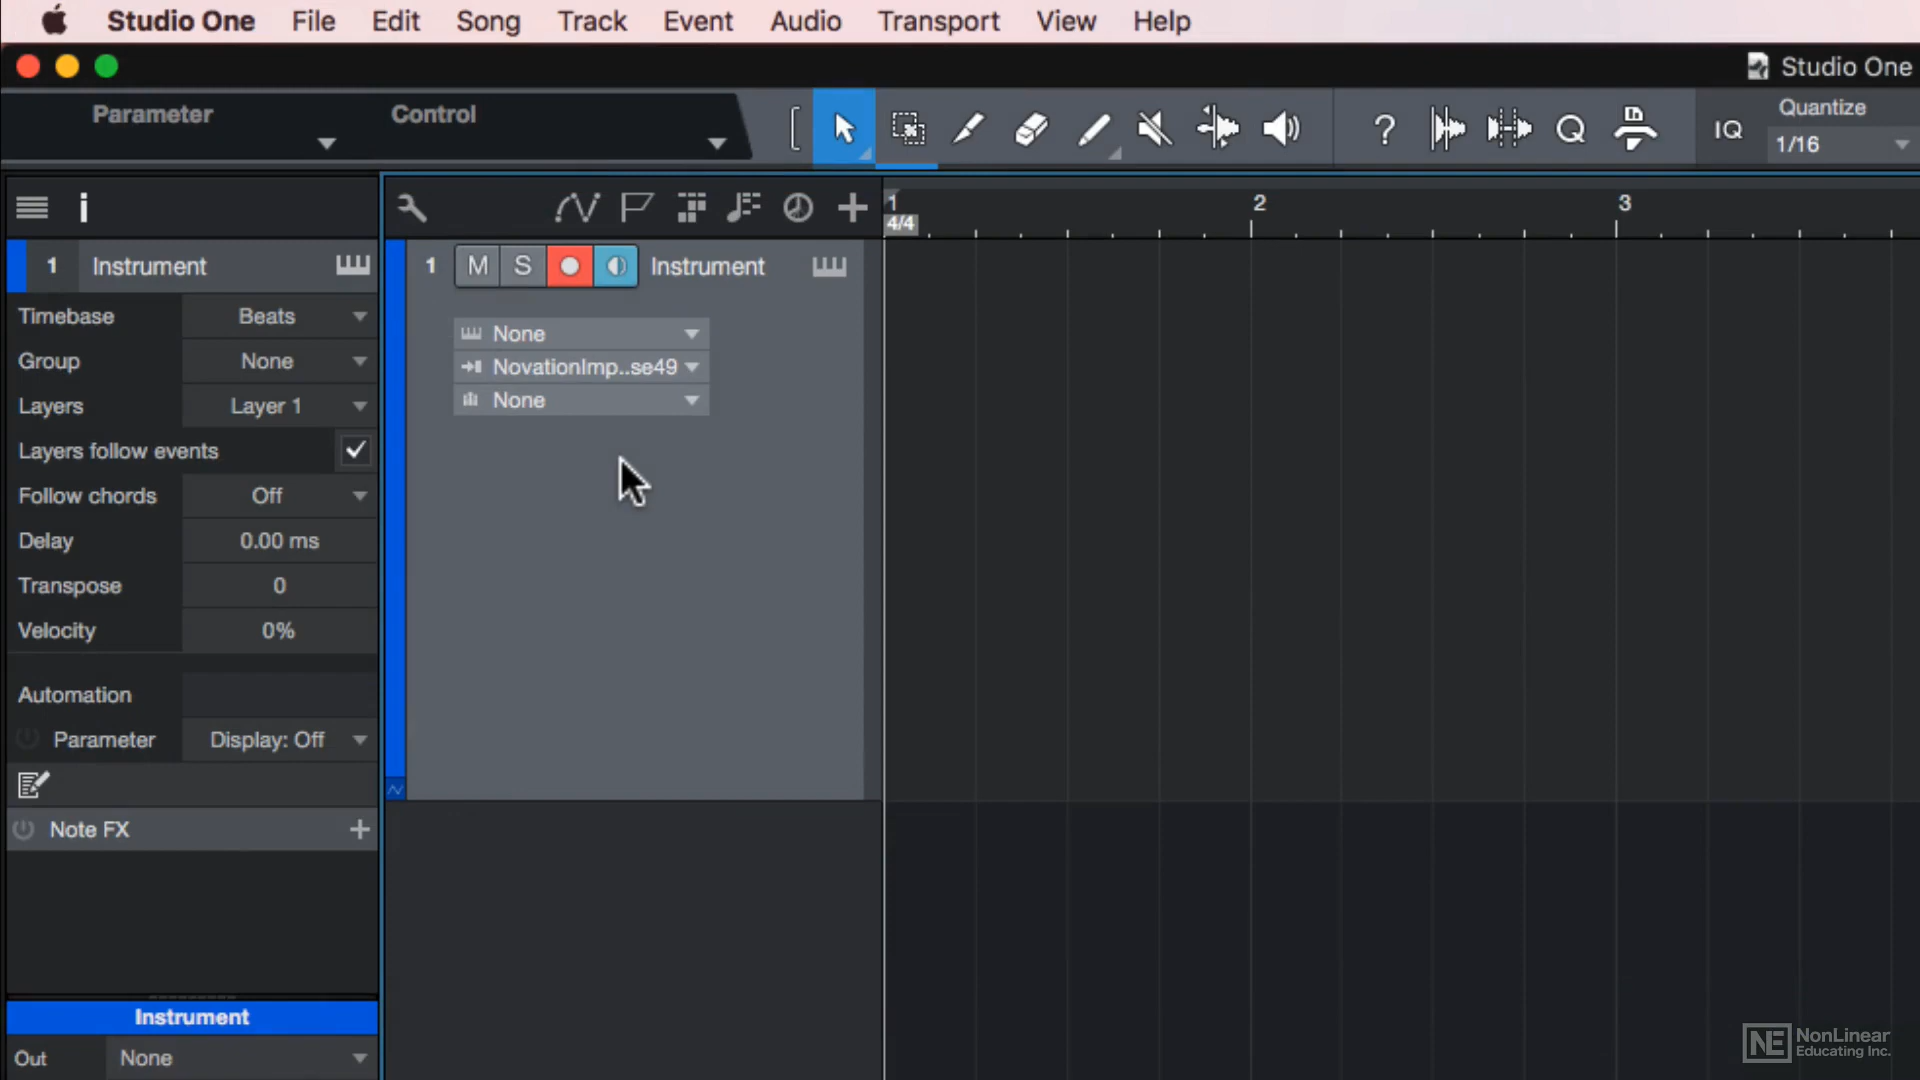 Studio One File Edit Song Track Event Audio Transport View Help
Studio One
Parameter Control
? Q IQ Quantize
1/16
i
1 2 3
4/4
1 Instrument
1 M S Instrument
Timebase Beats
Group None
Layers Layer 1
Layers follow events
Follow chords Off
Delay 0.00 ms
Transpose 0
Velocity 0%
None
NovationImp..se49
None
Automation
Parameter Display: Off
Note FX +
Instrument
Out None
NE NonLinear
Educating Inc.